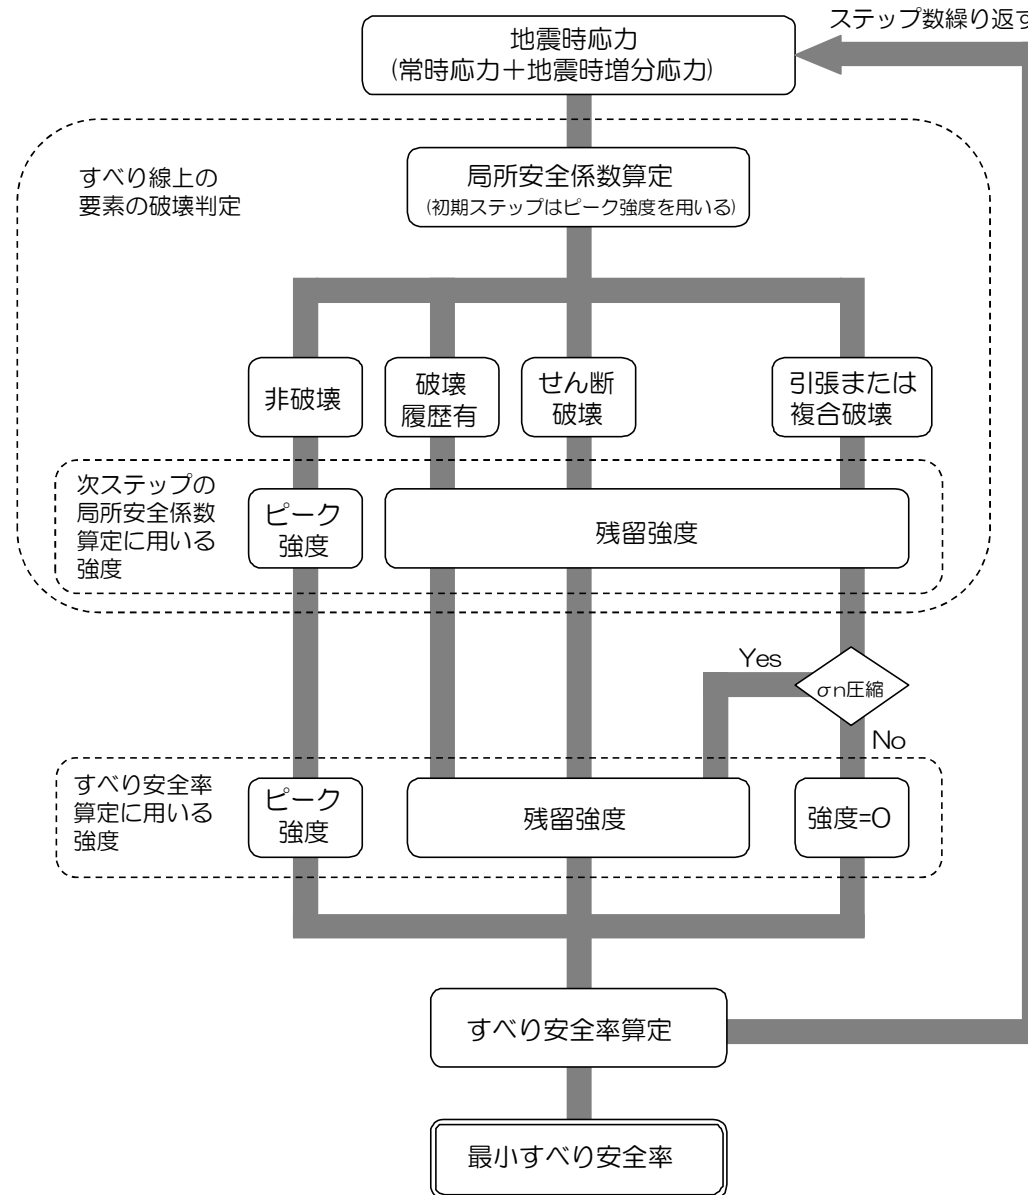 ステップ数繰り返す
地震時応力
(常時応力＋地震時増分応力)
すべり線上の
要素の破壊判定
局所安全係数算定
(初期ステップはピーク強度を用いる)
非破壊
破壊
履歴有
せん断
破壊
引張または
複合破壊
次ステップの
局所安全係数
算定に用いる
強度
ピーク
強度
残留強度
Yes
σn圧縮
No
すべり安全率
算定に用いる
強度
ピーク
強度
残留強度
強度=0
すべり安全率算定
最小すべり安全率